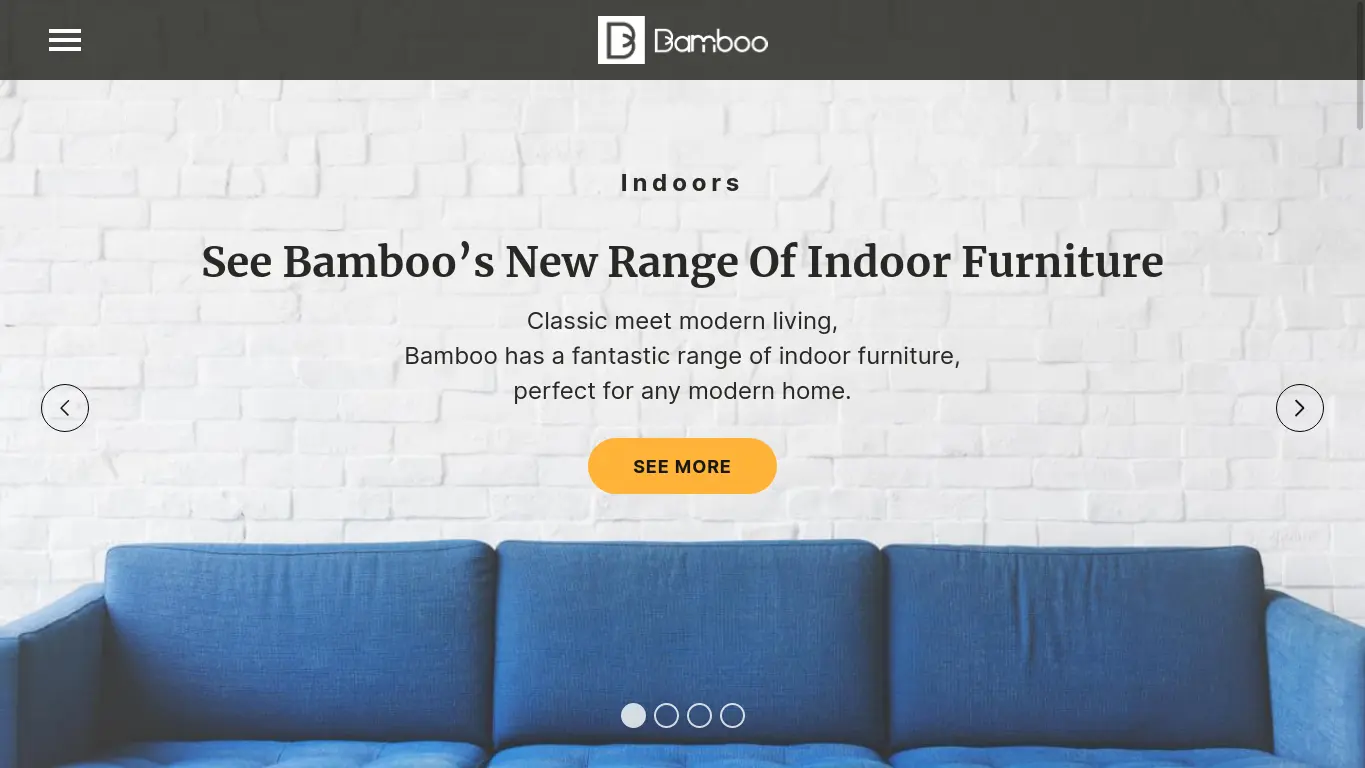 Bamboo
Indoors
See Bamboo’s New Range Of Indoor Furniture
Classic meet modern living,
Bamboo has a fantastic range of indoor furniture,
perfect for any modern home.
SEE MORE